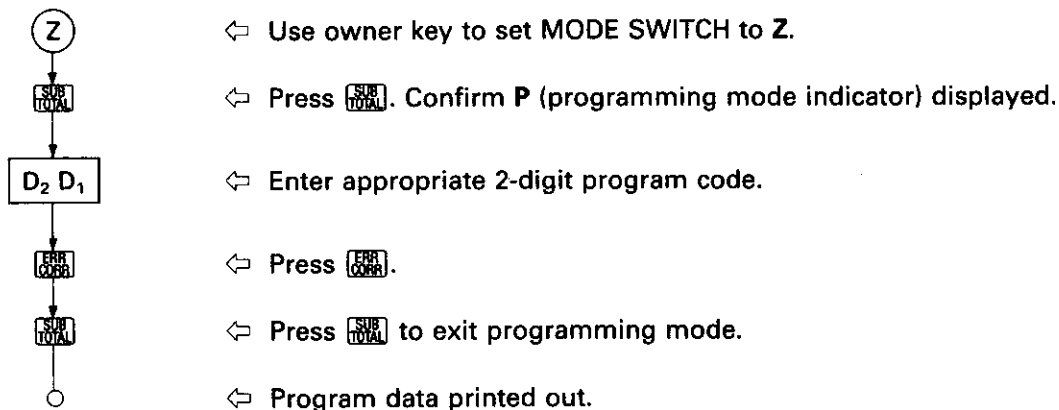 Z ⇦ Use owner key to set MODE SWITCH to Z.
SUB TOTAL ⇦ Press SUB TOTAL. Confirm P (programming mode indicator) displayed.
D₂ D₁ ⇦ Enter appropriate 2-digit program code.
ERR CORR ⇦ Press ERR CORR.
SUB TOTAL ⇦ Press SUB TOTAL to exit programming mode.
⇦ Program data printed out.